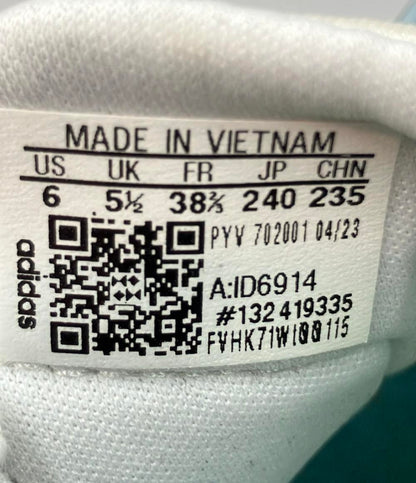 MADE IN VIETNAM
US UK FR JP CHN
6 5½ 38⅔ 240 235
PYV 702001 04/23
A:ID6914
#132419335
adidas